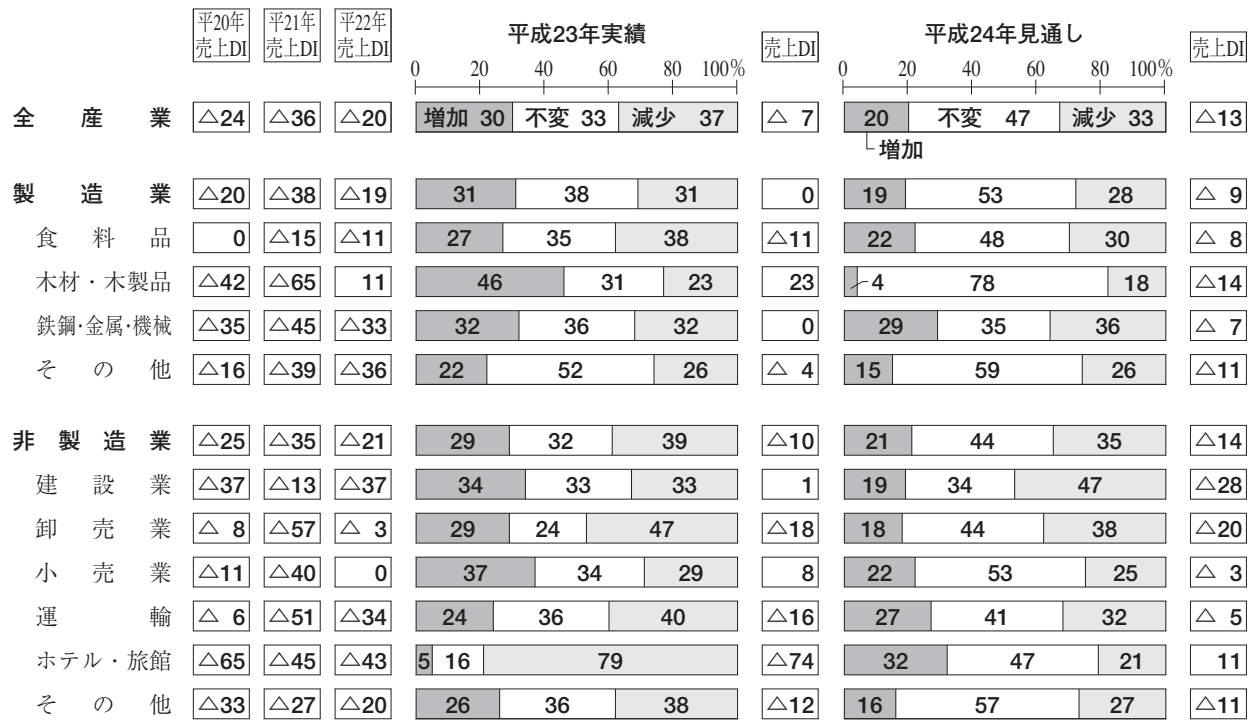 平20年 平21年 平22年
売上DI 売上DI 売上DI 平成23年実績 売上DI 平成24年見通し 売上DI
0 20 40 60 80 100% 0 20 40 60 80 100%
全産業 △24 △36 △20 増加 30 不変 33 減少 37 △ 7 20 不変 47 減少 33 △13
増加
製造業 △20 △38 △19 31 38 31 0 19 53 28 △ 9
食料品 0 △15 △11 27 35 38 △11 22 48 30 △ 8
木材・木製品 △42 △65 11 46 31 23 23 4 78 18 △14
鉄鋼・金属・機械 △35 △45 △33 32 36 32 0 29 35 36 △ 7
その他 △16 △39 △36 22 52 26 △ 4 15 59 26 △11
非製造業 △25 △35 △21 29 32 39 △10 21 44 35 △14
建設業 △37 △13 △37 34 33 33 1 19 34 47 △28
卸売業 △ 8 △57 △ 3 29 24 47 △18 18 44 38 △20
小売業 △11 △40 0 37 34 29 8 22 53 25 △ 3
運輸 △ 6 △51 △34 24 36 40 △16 27 41 32 △ 5
ホテル・旅館 △65 △45 △43 5 16 79 △74 32 47 21 11
その他 △33 △27 △20 26 36 38 △12 16 57 27 △11